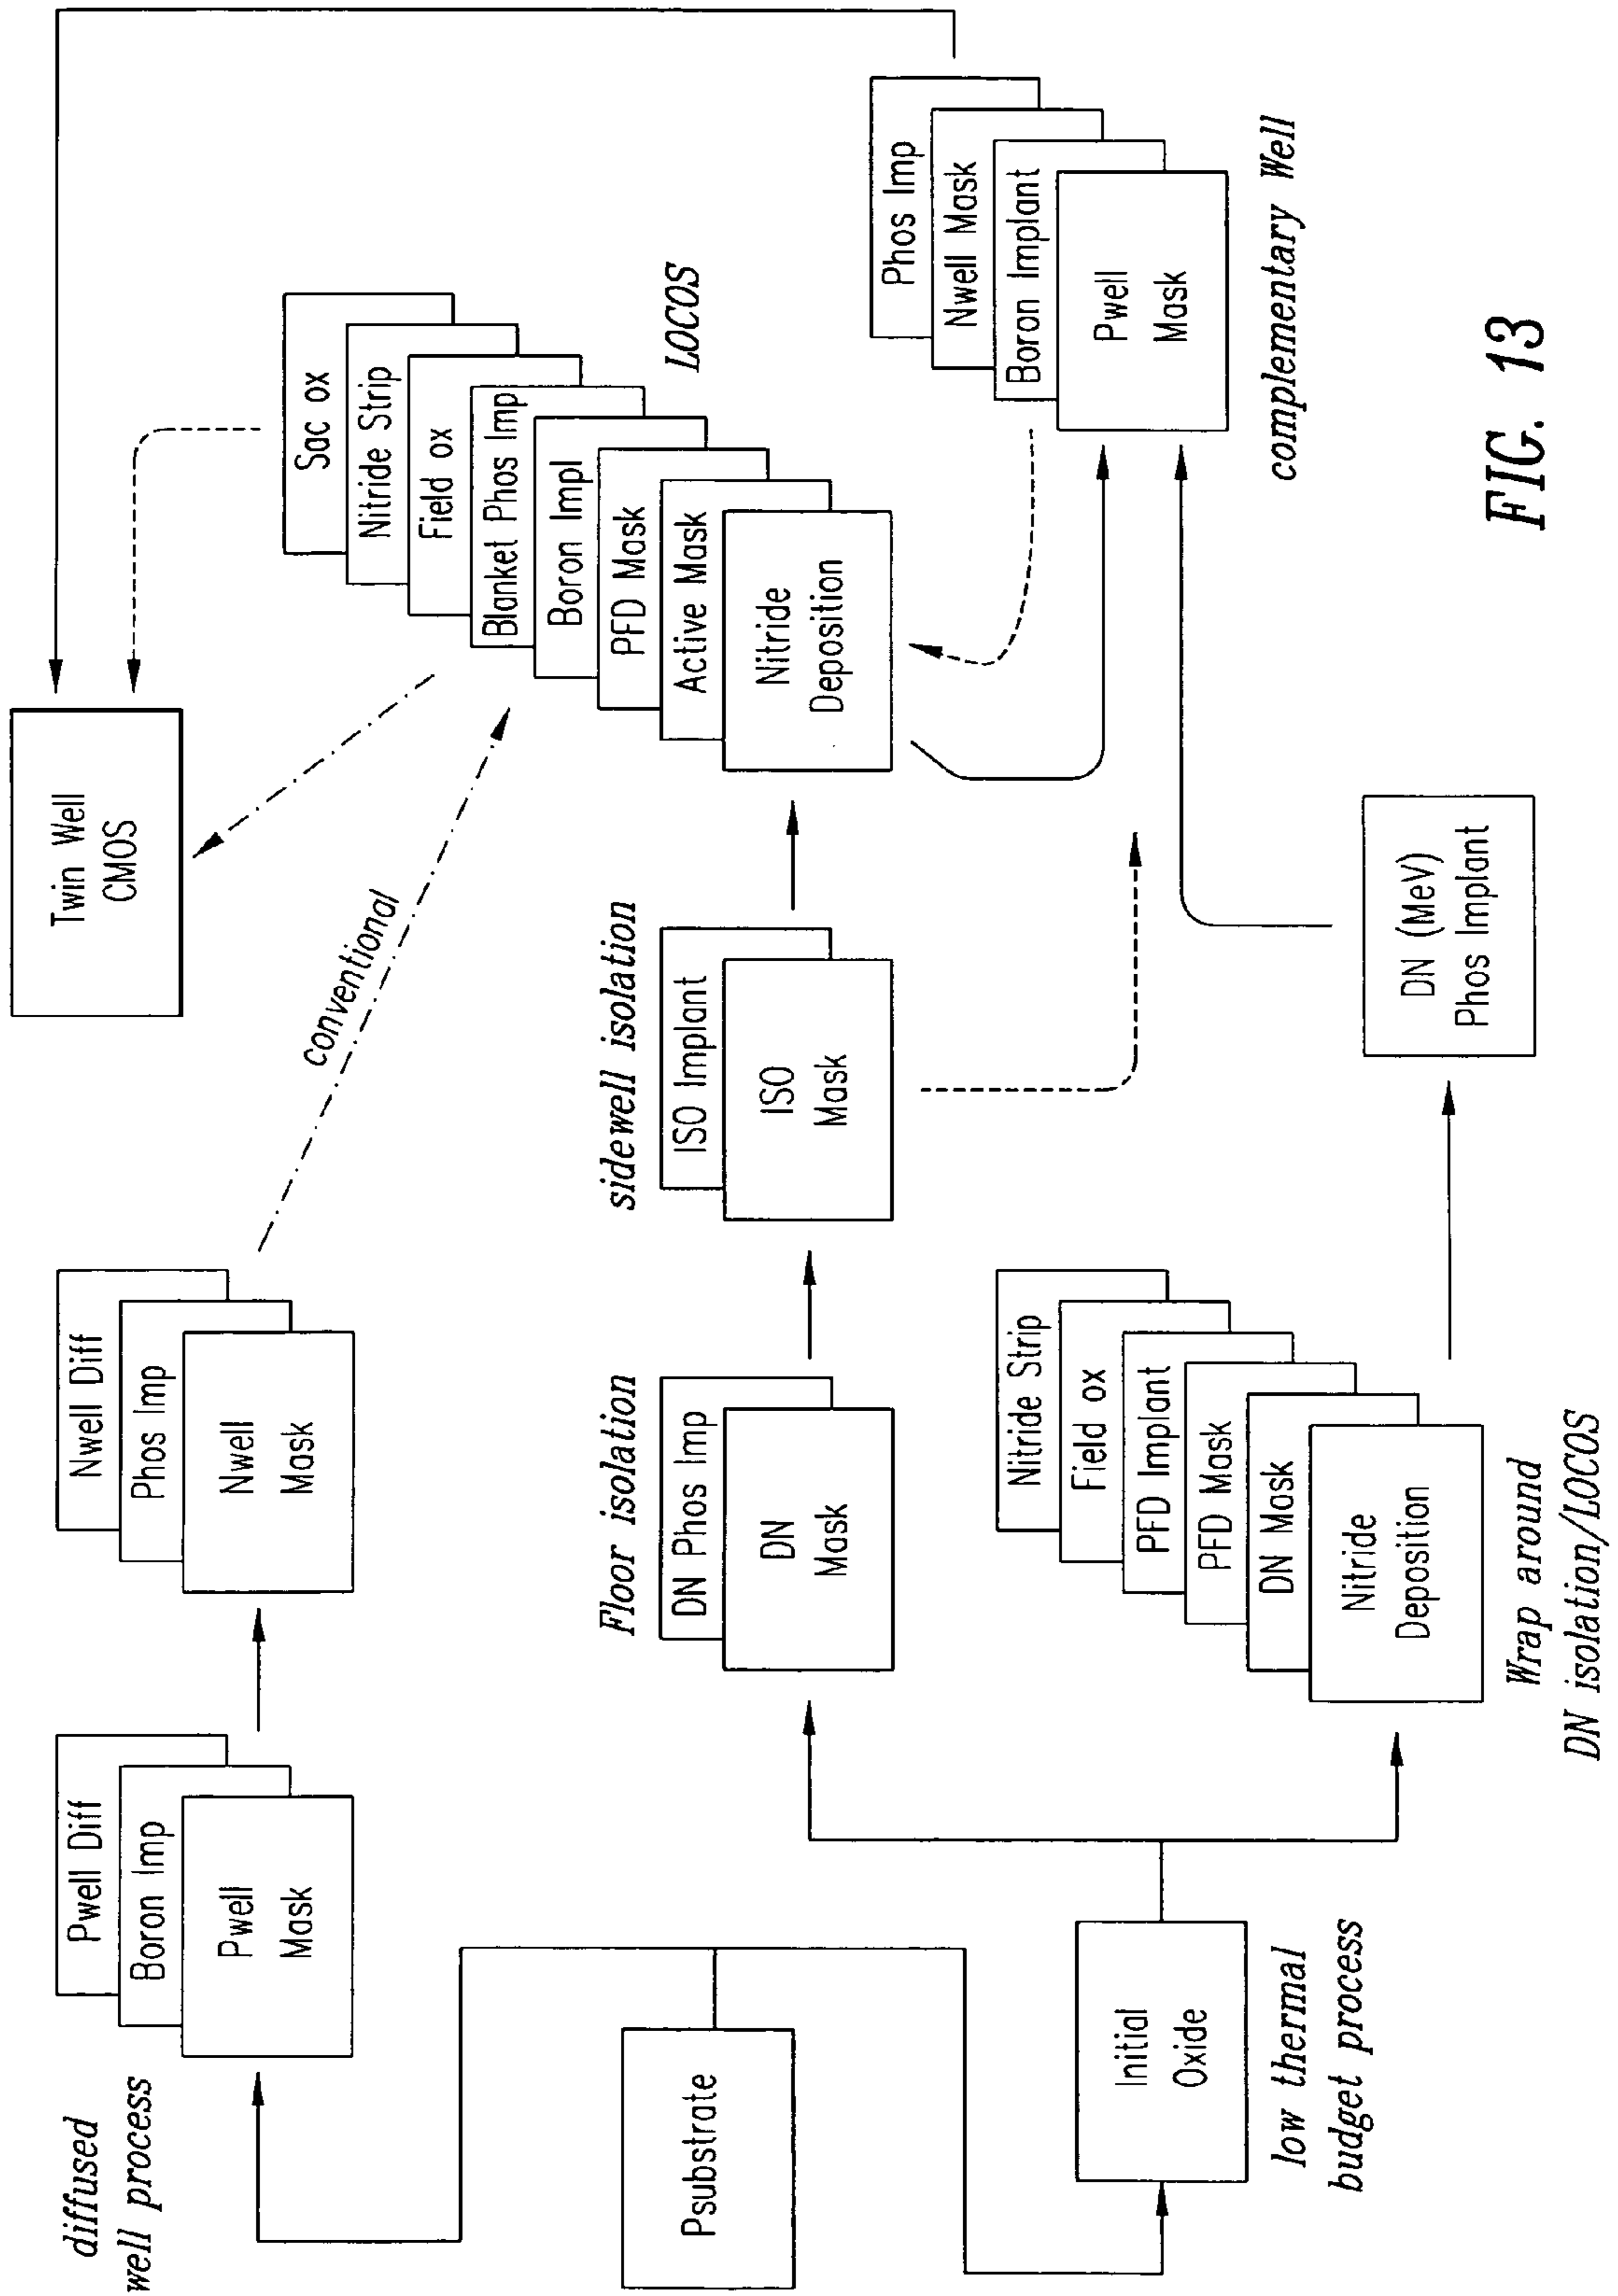 diffused
well process
Pwell Diff
Boron Imp
Pwell
Mask
Nwell Diff
Phos Imp
Nwell
Mask
conventional
Twin Well
CMOS
Psubstrate
Floor isolation
DN Phos Imp
DN
Mask
sidewell isolation
ISO Implant
ISO
Mask
Sac ox
Nitride Strip
Field ox
Blanket Phos Imp
Boron Impl
PFD Mask
Active Mask
Nitride
Deposition
LOCOS
Phos Imp
Nwell Mask
Boron Implant
Pwell
Mask
complementary Well
Initial
Oxide
low thermal
budget process
Nitride Strip
Field ox
PFD Implant
PFD Mask
DN Mask
Nitride
Deposition
Wrap around
DN isolation/LOCOS
DN (MeV)
Phos Implant
FIG. 13